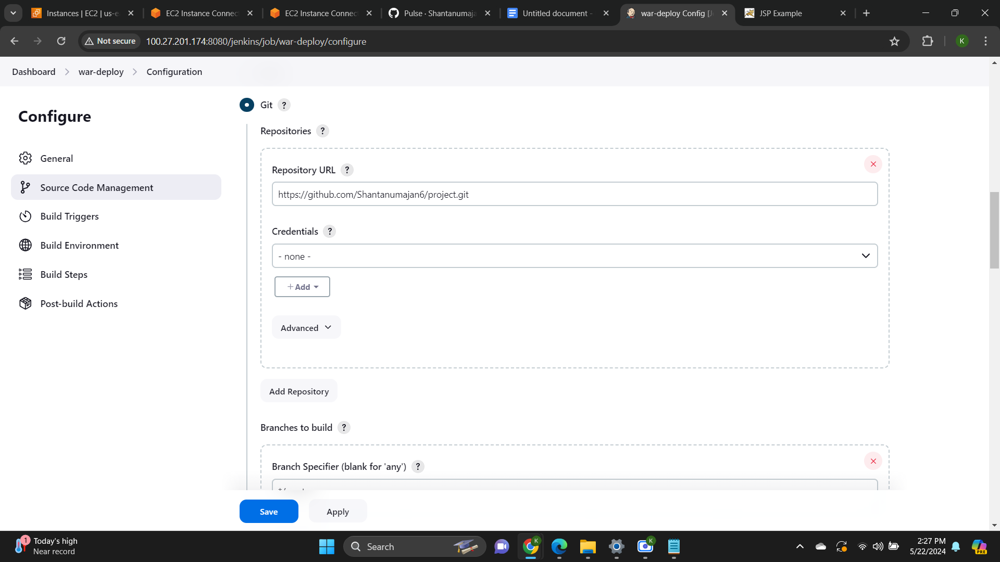 Instances | EC2 | us-e
EC2 Instance Connec
EC2 Instance Connec
Pulse · Shantanumaja
Untitled document -
war-deploy Config [J
JSP Example
Not secure
100.27.201.174:8080/jenkins/job/war-deploy/configure
K
Dashboard
war-deploy
Configuration
Configure
General
Source Code Management
Build Triggers
Build Environment
Build Steps
Post-build Actions
Git ?
Repositories ?
Repository URL ?
https://github.com/Shantanumajan6/project.git
Credentials ?
- none -
+ Add
Advanced
Add Repository
Branches to build ?
Branch Specifier (blank for 'any') ?
Save
Apply
1
Today's high
Near record
Search
K
K
2:27 PM
5/22/2024
PRE